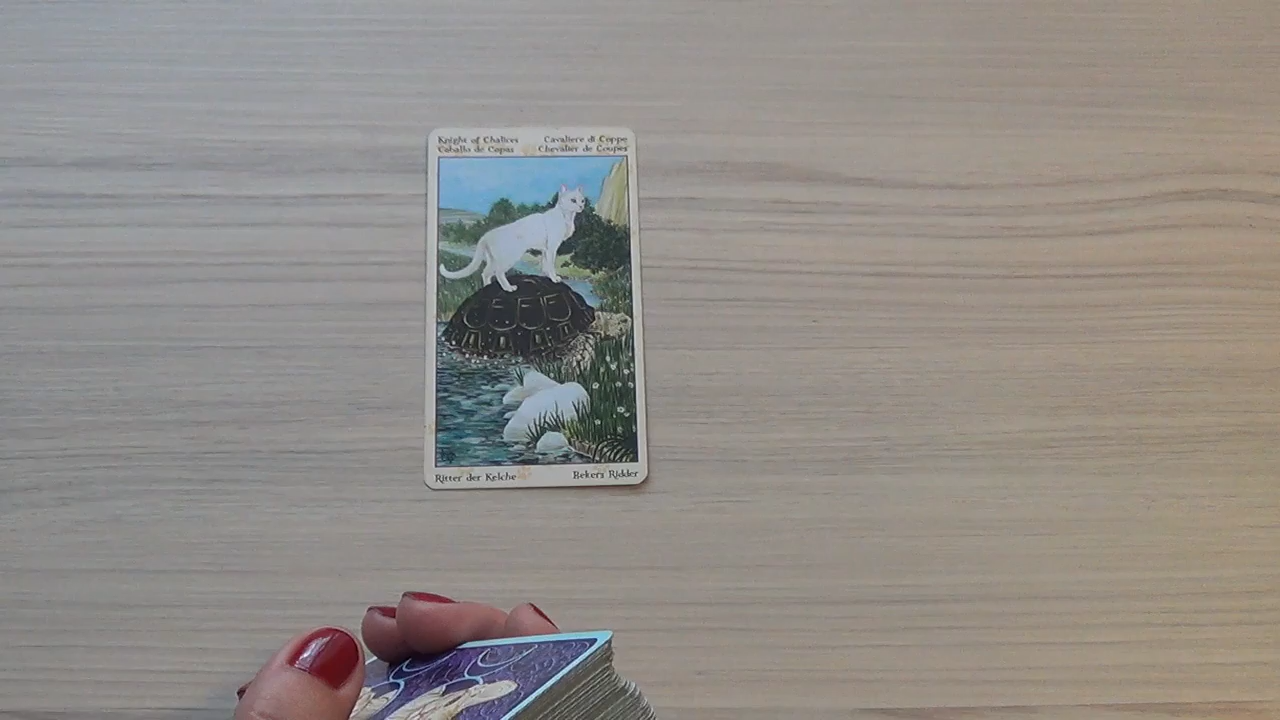 Knight of Chalices Cavaliere di Coppe
Caballo de Copas Chevalier de Coupes
Ritter der Kelche Bekers Ridder